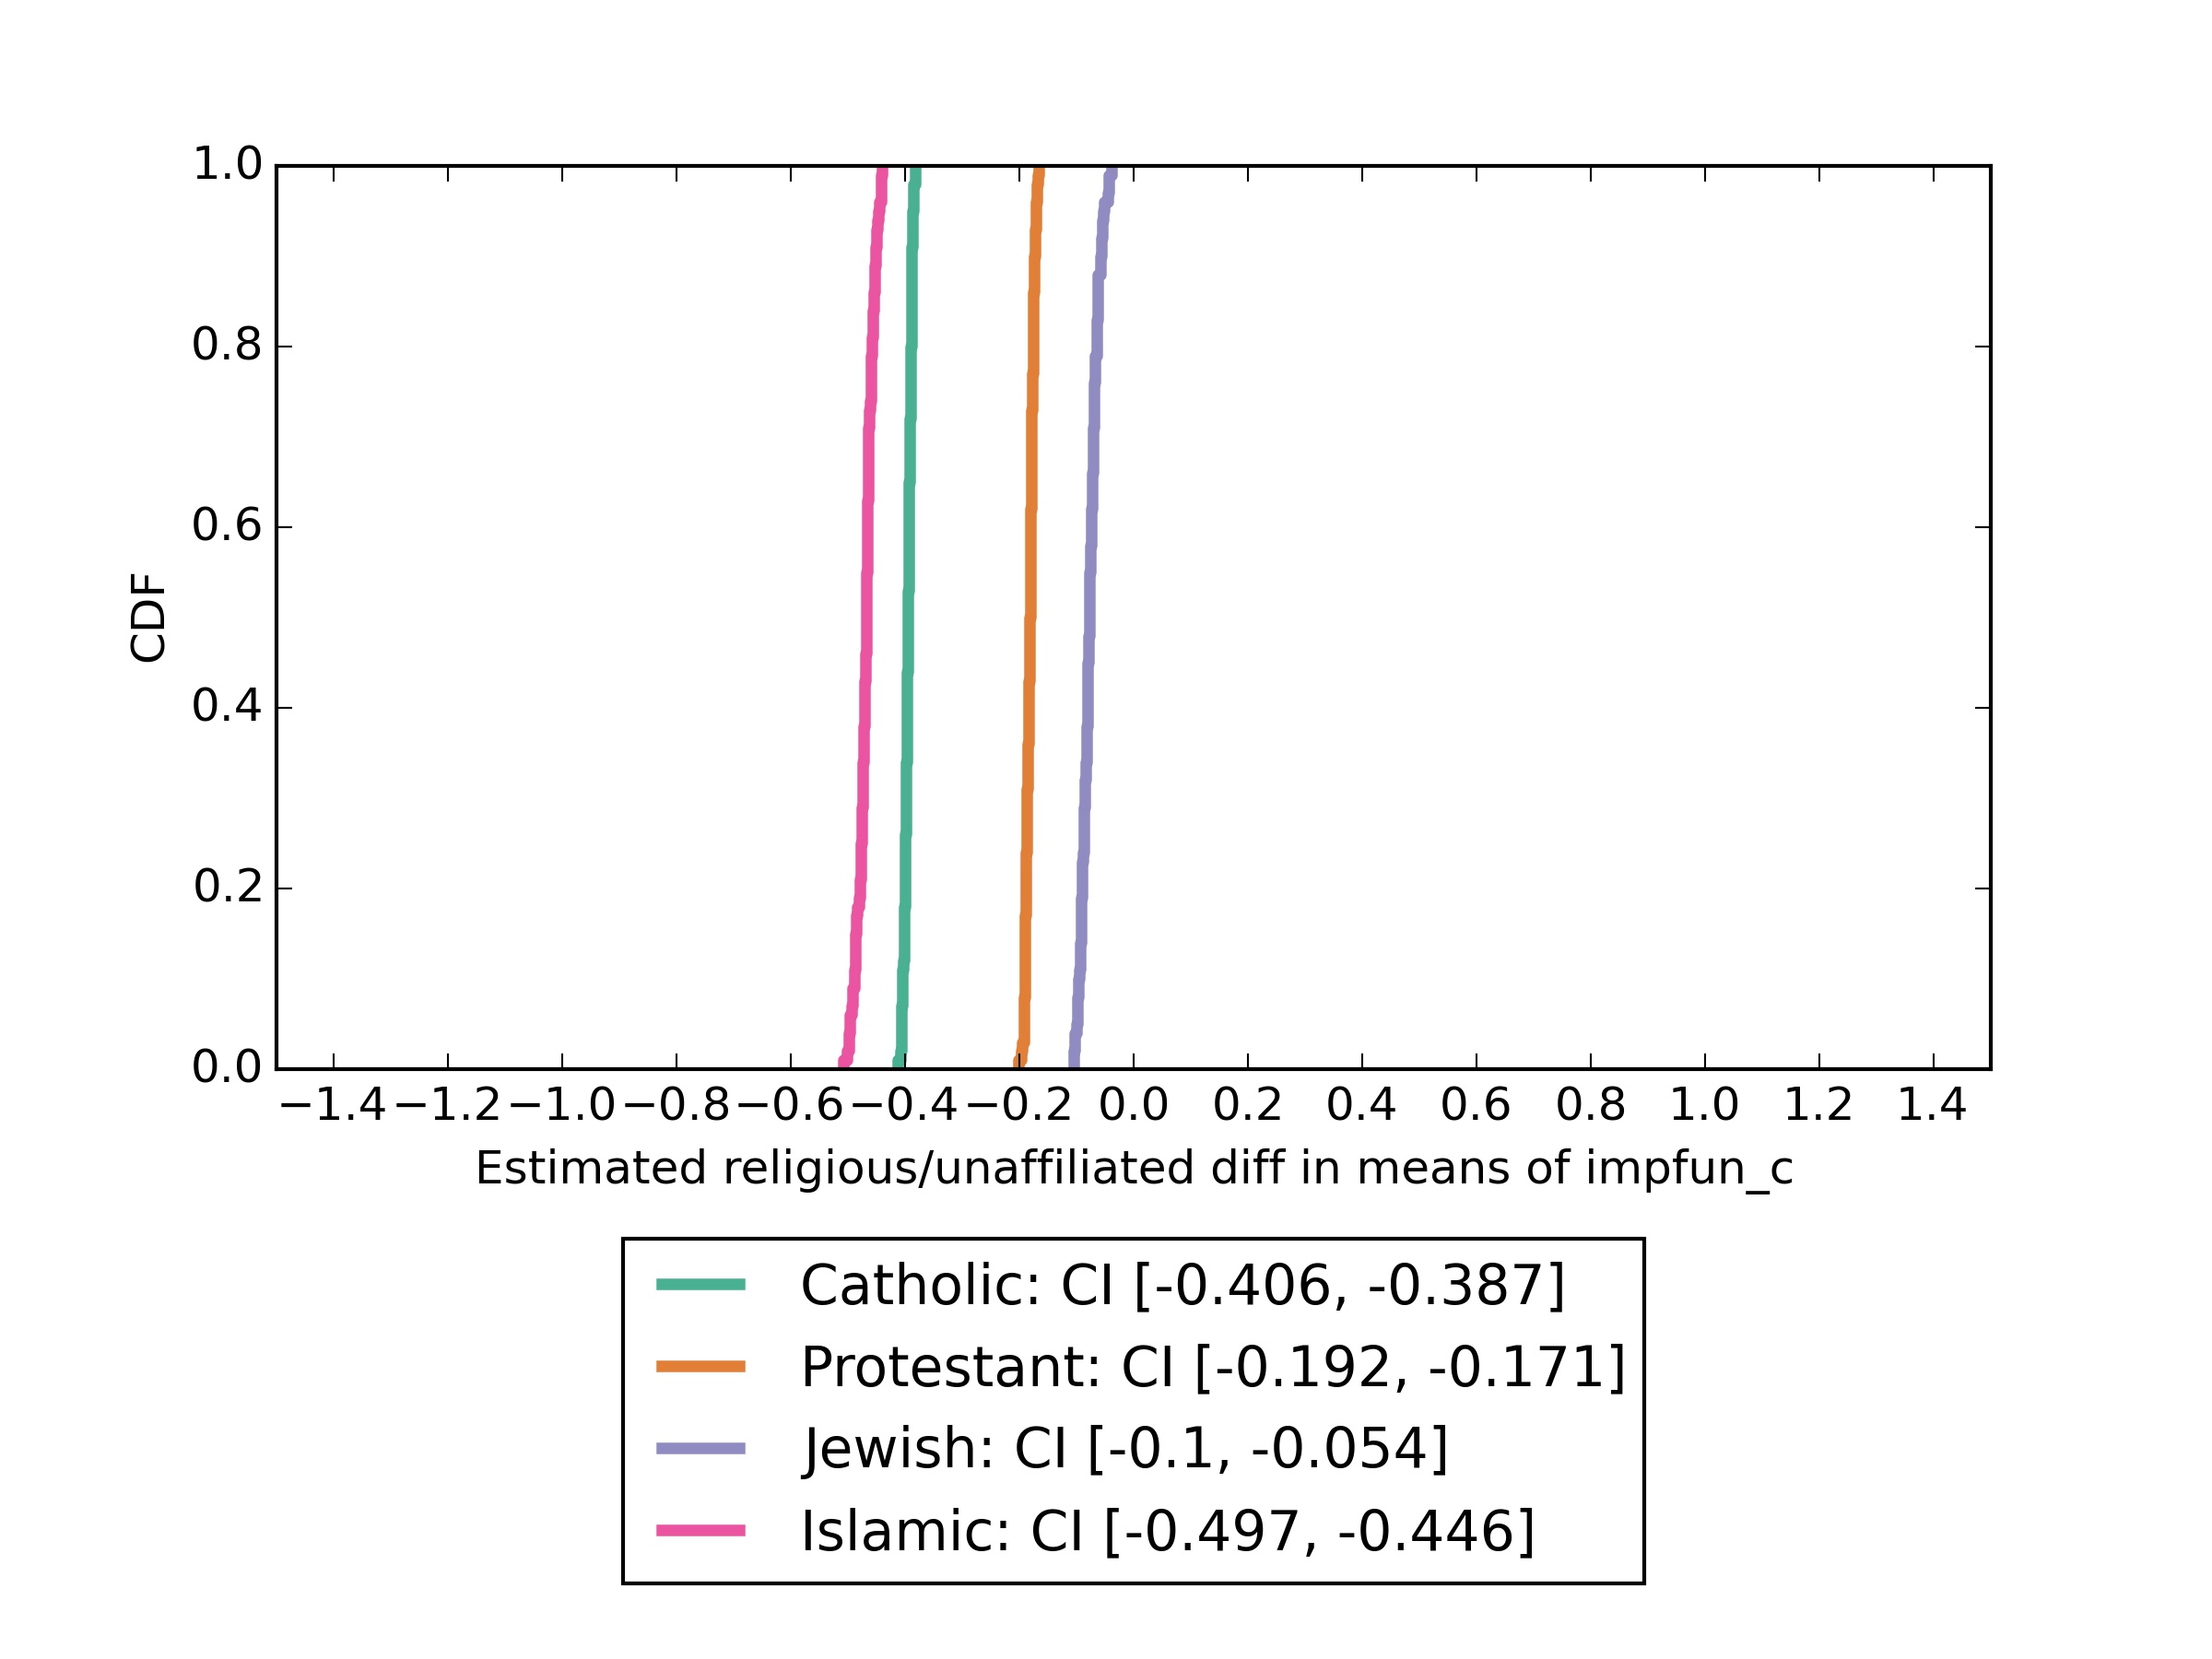 1.0
0.8
0.6
0.4
0.2
0.0
CDF
−1.4 −1.2 −1.0 −0.8 −0.6 −0.4 −0.2 0.0 0.2 0.4 0.6 0.8 1.0 1.2 1.4
Estimated religious/unaffiliated diff in means of impfun_c
Catholic: CI [-0.406, -0.387]
Protestant: CI [-0.192, -0.171]
Jewish: CI [-0.1, -0.054]
Islamic: CI [-0.497, -0.446]